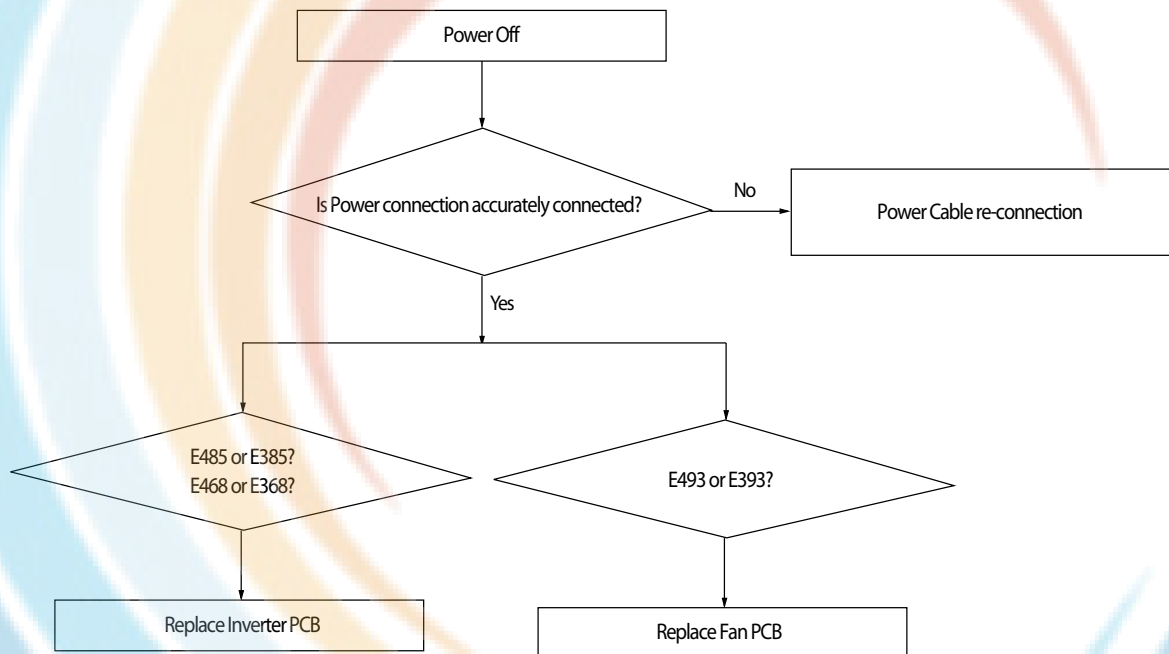 Power Off
Is Power connection accurately connected?
No
Power Cable re-connection
Yes
E485 or E385?
E468 or E368?
E493 or E393?
Replace Inverter PCB
Replace Fan PCB